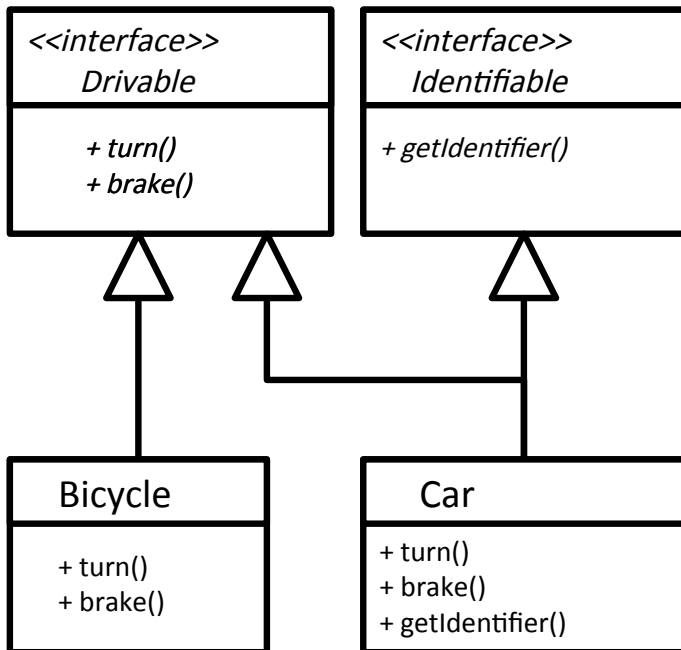 <<interface>>
Drivable
+ turn()
+ brake()
<<interface>>
Identifiable
+ getIdentifier()
Bicycle
+ turn()
+ brake()
Car
+ turn()
+ brake()
+ getIdentifier()